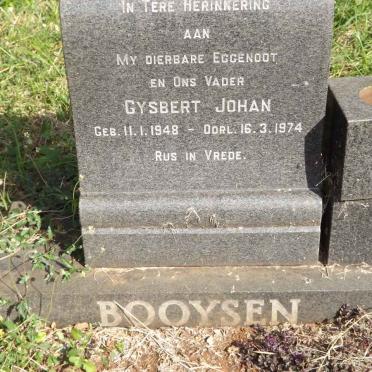 IN TERE HERINNERING
AAN
MY DIERBARE EGGENOOT
EN ONS VADER
GYSBERT JOHAN
GEB. 11.1.1948 - OORL. 16.3.1974
RUS IN VREDE.
BOOYSEN